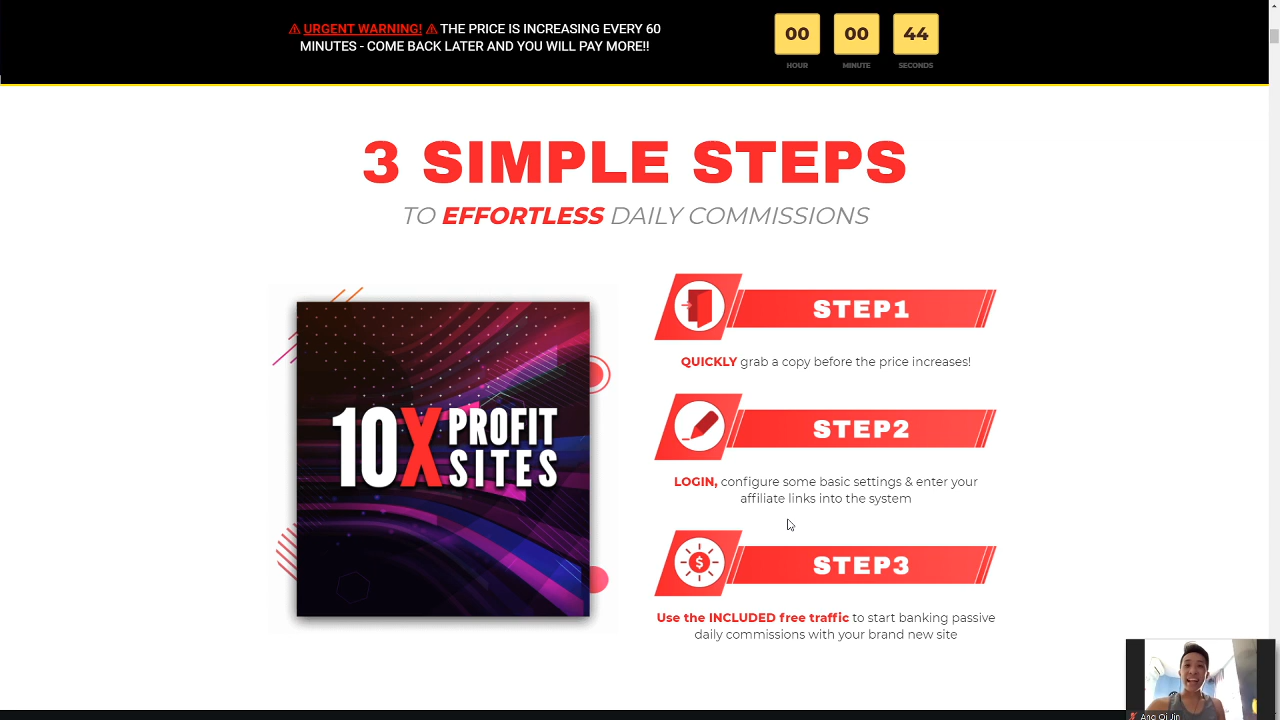 ⚠ URGENT WARNING! ⚠ THE PRICE IS INCREASING EVERY 60
MINUTES - COME BACK LATER AND YOU WILL PAY MORE!!
00 00 44
HOUR MINUTE SECONDS
3 SIMPLE STEPS
TO EFFORTLESS DAILY COMMISSIONS
10X PROFIT
SITES
STEP1
QUICKLY grab a copy before the price increases!
STEP2
LOGIN, configure some basic settings & enter your
affiliate links into the system
STEP3
$
Use the INCLUDED free traffic to start banking passive
daily commissions with your brand new site
Ang Qi Jin